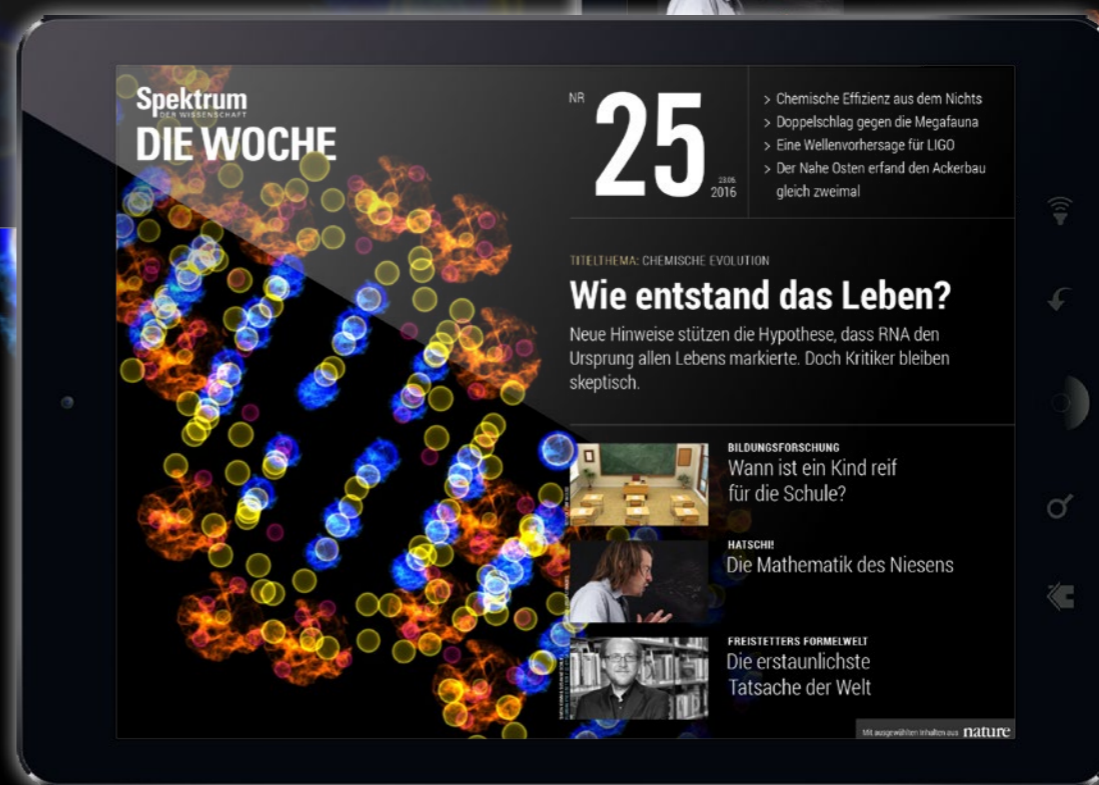 Spektrum
DER WISSENSCHAFT
DIE WOCHE
NR
25
23.06.
2016
> Chemische Effizienz aus dem Nichts
> Doppelschlag gegen die Megafauna
> Eine Wellenvorhersage für LIGO
> Der Nahe Osten erfand den Ackerbau
gleich zweimal
TITELTHEMA: CHEMISCHE EVOLUTION
Wie entstand das Leben?
Neue Hinweise stützen die Hypothese, dass RNA den
Ursprung allen Lebens markierte. Doch Kritiker bleiben
skeptisch.
BILDUNGSFORSCHUNG
Wann ist ein Kind reif
für die Schule?
HATSCHI!
Die Mathematik des Niesens
FREISTETTERS FORMELWELT
Die erstaunlichste
Tatsache der Welt
Mit ausgewählten Inhalten aus nature